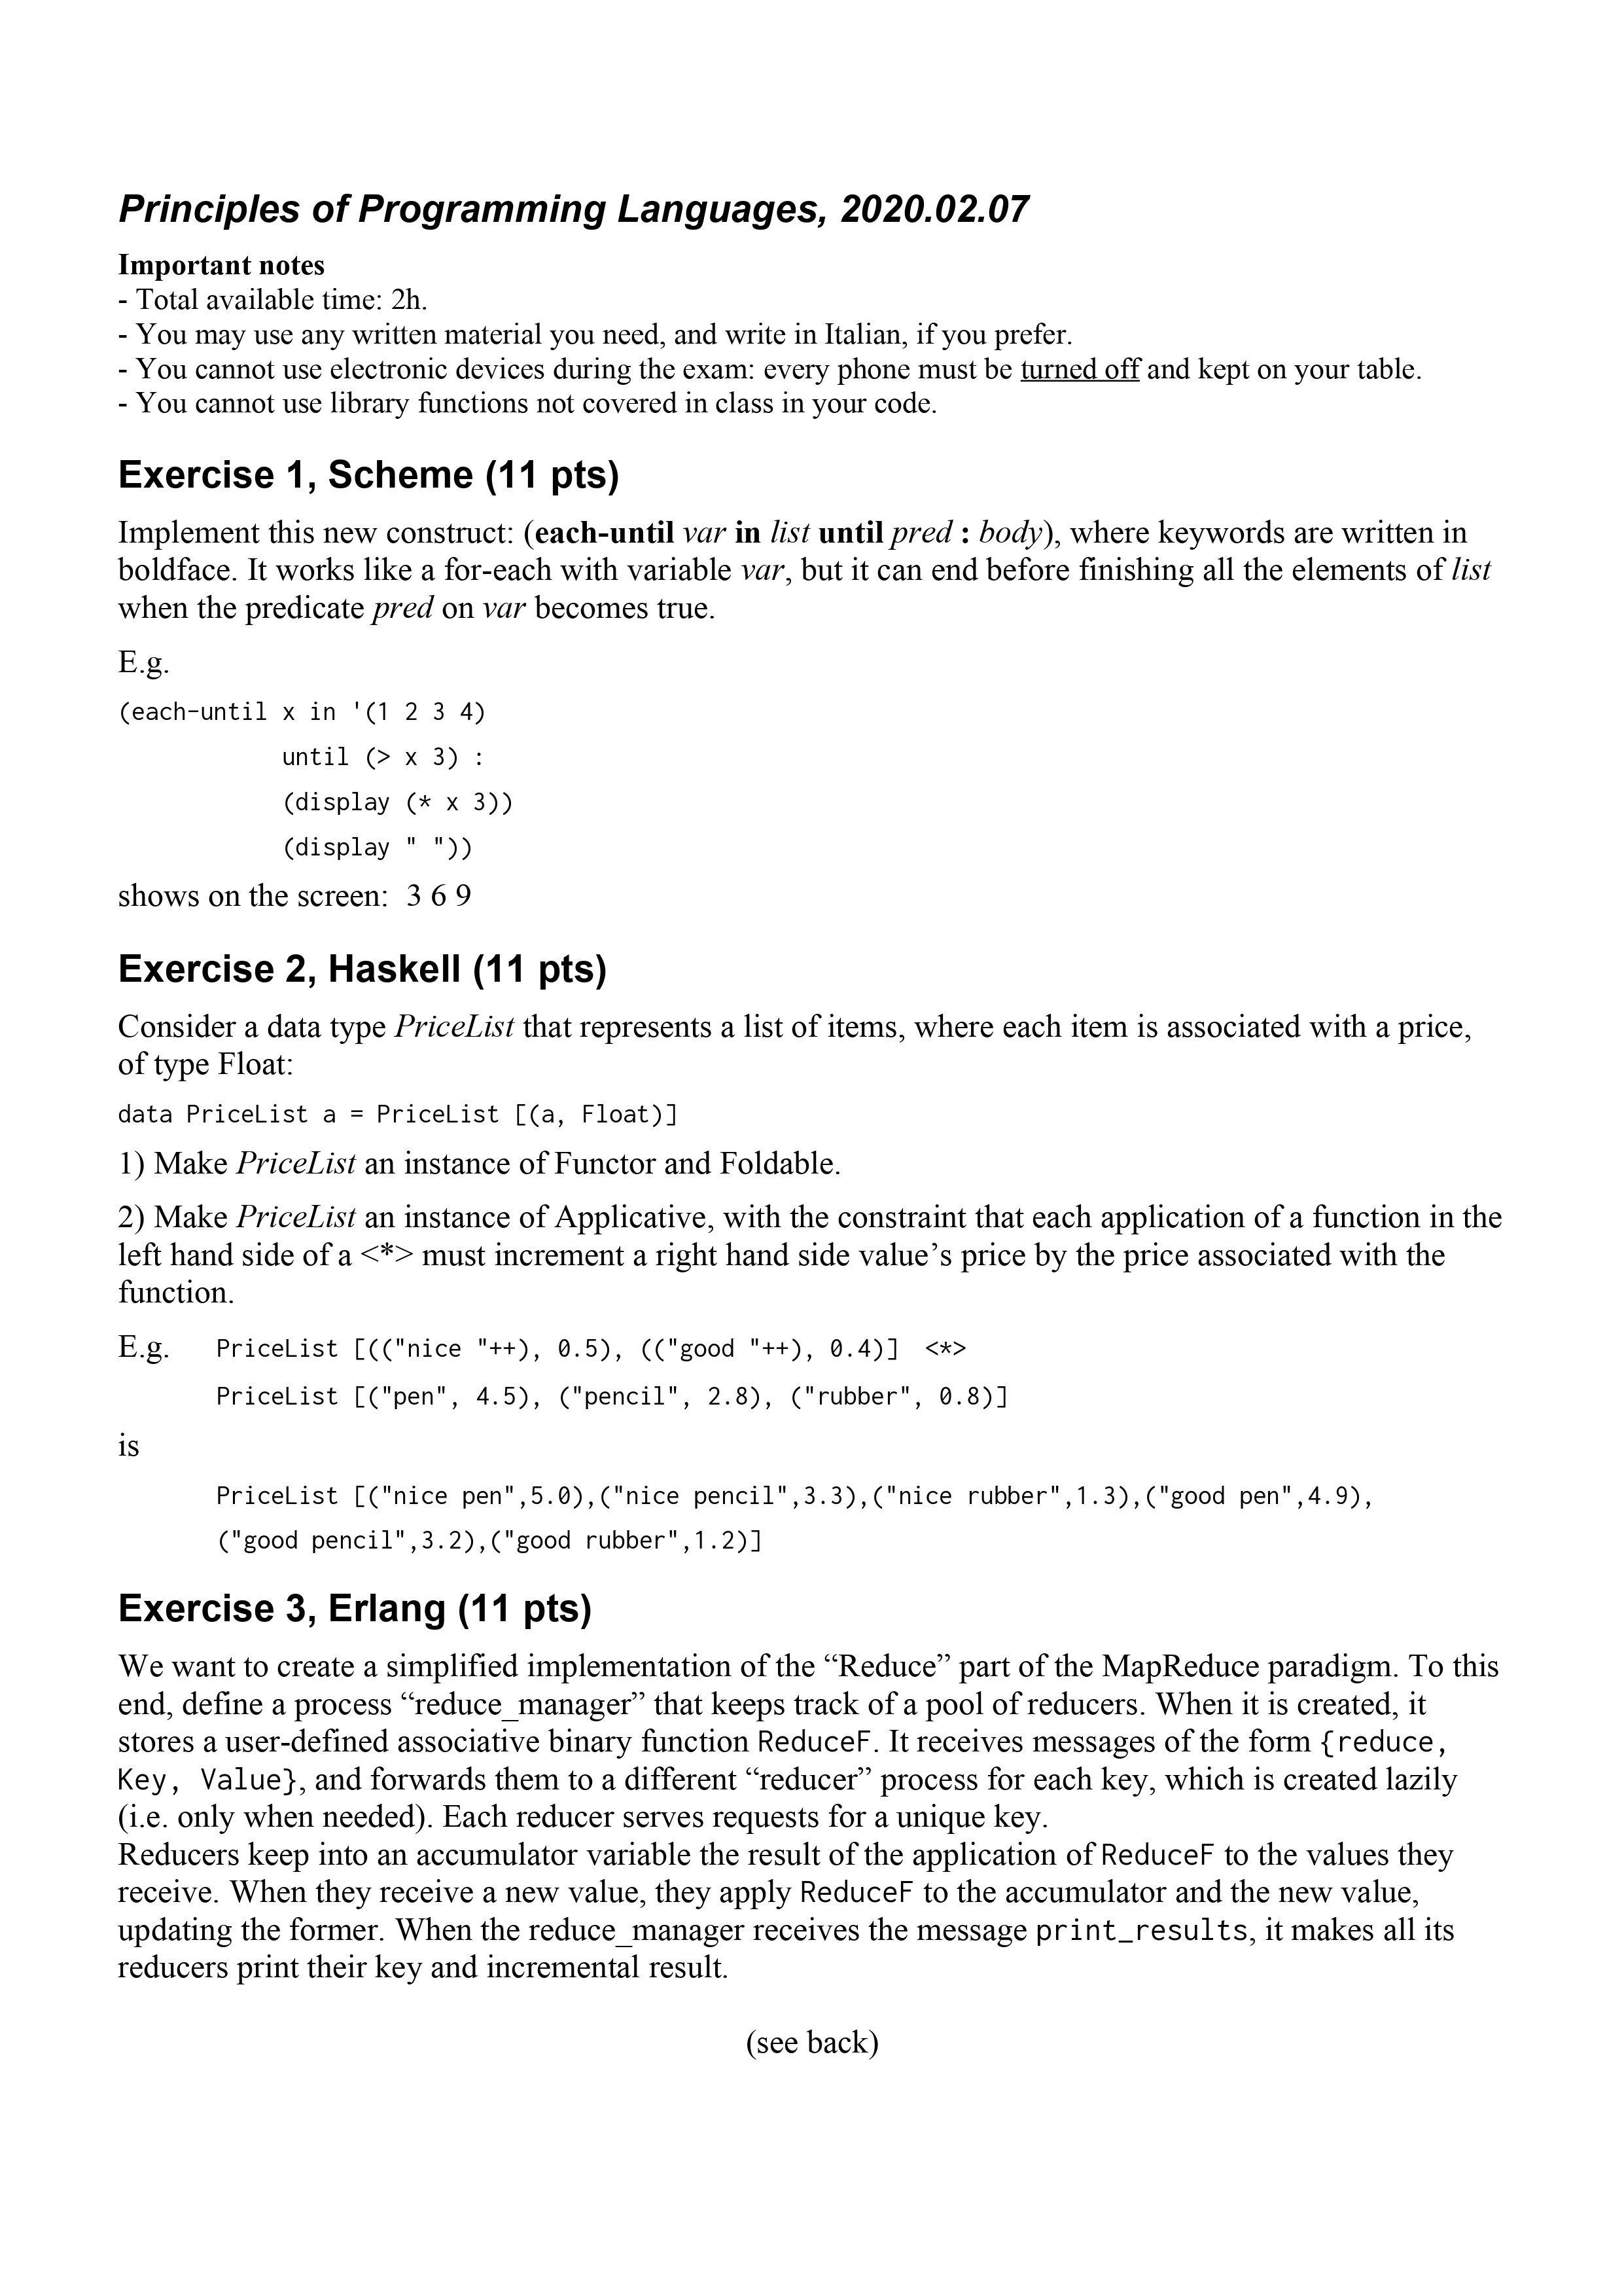 Principles of Programming Languages, 2020.02.07
Important notes
- Total available time: 2h.
- You may use any written material you need, and write in Italian, if you prefer.
- You cannot use electronic devices during the exam: every phone must be turned off and kept on your table.
- You cannot use library functions not covered in class in your code.
Exercise 1, Scheme (11 pts)
Implement this new construct: (each-until var in list until pred : body), where keywords are written in
boldface. It works like a for-each with variable var, but it can end before finishing all the elements of list
when the predicate pred on var becomes true.
E.g.
(each-until x in '(1 2 3 4)
until (> x 3) :
(display (* x 3))
(display " "))
shows on the screen:  3 6 9
Exercise 2, Haskell (11 pts)
Consider a data type PriceList that represents a list of items, where each item is associated with a price,
of type Float:
data PriceList a = PriceList [(a, Float)]
1) Make PriceList an instance of Functor and Foldable.
2) Make PriceList an instance of Applicative, with the constraint that each application of a function in the
left hand side of a <*> must increment a right hand side value’s price by the price associated with the
function.
E.g. PriceList [(("nice "++), 0.5), (("good "++), 0.4)] <*>
PriceList [("pen", 4.5), ("pencil", 2.8), ("rubber", 0.8)]
is
PriceList [("nice pen",5.0),("nice pencil",3.3),("nice rubber",1.3),("good pen",4.9),
("good pencil",3.2),("good rubber",1.2)]
Exercise 3, Erlang (11 pts)
We want to create a simplified implementation of the “Reduce” part of the MapReduce paradigm. To this
end, define a process “reduce_manager” that keeps track of a pool of reducers. When it is created, it
stores a user-defined associative binary function ReduceF. It receives messages of the form {reduce,
Key, Value}, and forwards them to a different “reducer” process for each key, which is created lazily
(i.e. only when needed). Each reducer serves requests for a unique key.
Reducers keep into an accumulator variable the result of the application of ReduceF to the values they
receive. When they receive a new value, they apply ReduceF to the accumulator and the new value,
updating the former. When the reduce_manager receives the message print_results, it makes all its
reducers print their key and incremental result.
(see back)